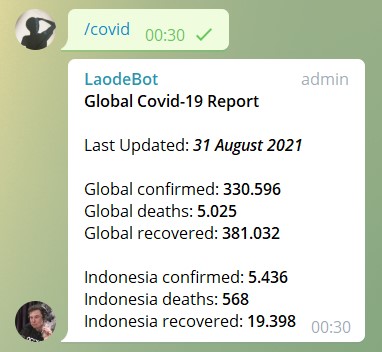 /covid 00:30
LaodeBot admin
Global Covid-19 Report
Last Updated: 31 August 2021
Global confirmed: 330.596
Global deaths: 5.025
Global recovered: 381.032
Indonesia confirmed: 5.436
Indonesia deaths: 568
Indonesia recovered: 19.398 00:30